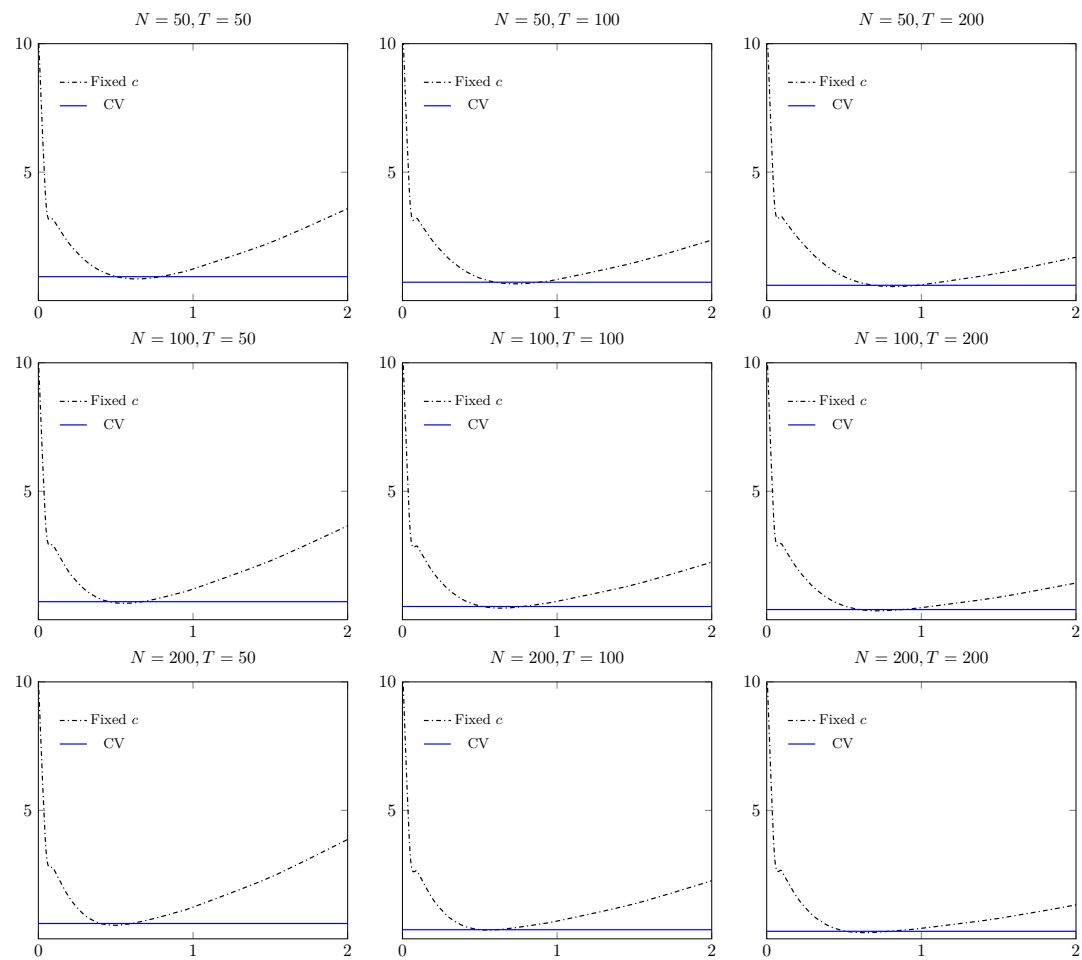 N = 50, T = 50
10
5
0
1
2
Fixed c
CV
N = 50, T = 100
10
5
0
1
2
Fixed c
CV
N = 50, T = 200
10
5
0
1
2
Fixed c
CV
N = 100, T = 50
10
5
0
1
2
Fixed c
CV
N = 100, T = 100
10
5
0
1
2
Fixed c
CV
N = 100, T = 200
10
5
0
1
2
Fixed c
CV
N = 200, T = 50
10
5
0
1
2
Fixed c
CV
N = 200, T = 100
10
5
0
1
2
Fixed c
CV
N = 200, T = 200
10
5
0
1
2
Fixed c
CV